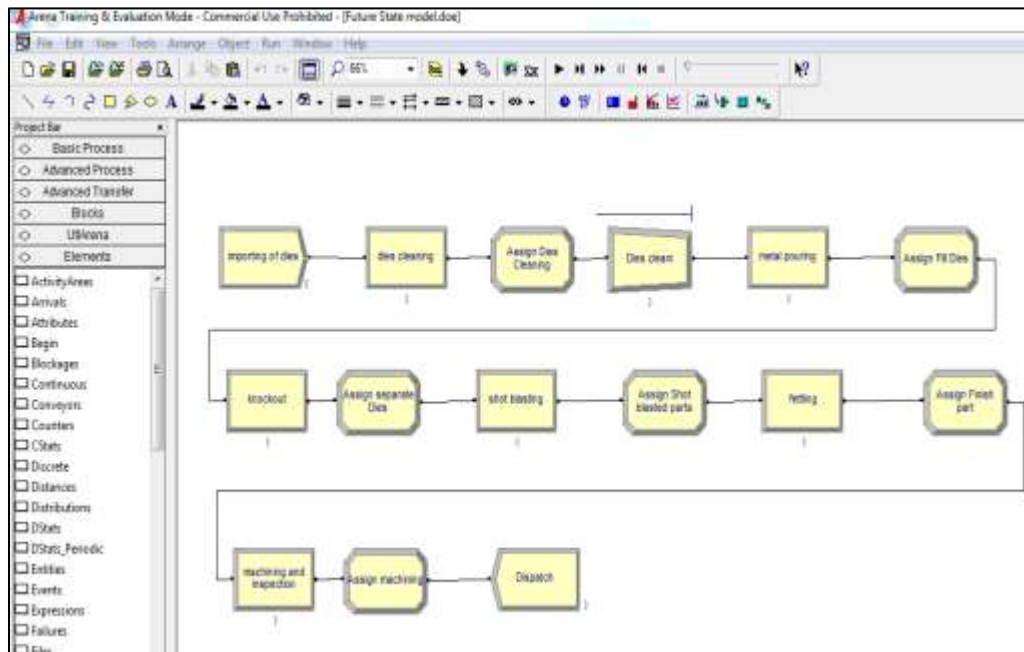 Arena Training & Evaluation Mode - Commercial Use Prohibited - [Future State model.doe]
File Edit View Tools Arrange Object Run Window Help
66%
Project Bar
Basic Process
Advanced Process
Advanced Transfer
Blocks
UtlArena
Elements
ActivityAreas
Arrivals
Attributes
Begin
Blockages
Continuous
Conveyors
Counters
CStats
Discrete
Distances
Distributions
DStats
DStats_Periodic
Entities
Events
Expressions
Failures
Files
importing of dies
dies cleaning
Assign Dies
Cleaning
Dies cleans
metal pouring
Assign Fill Dies
knockout
Assign separate
Dies
shot blasting
Assign Shot
blasted parts
fettling
Assign Finish
part
machining and
inspection
Assign machining
Dispatch